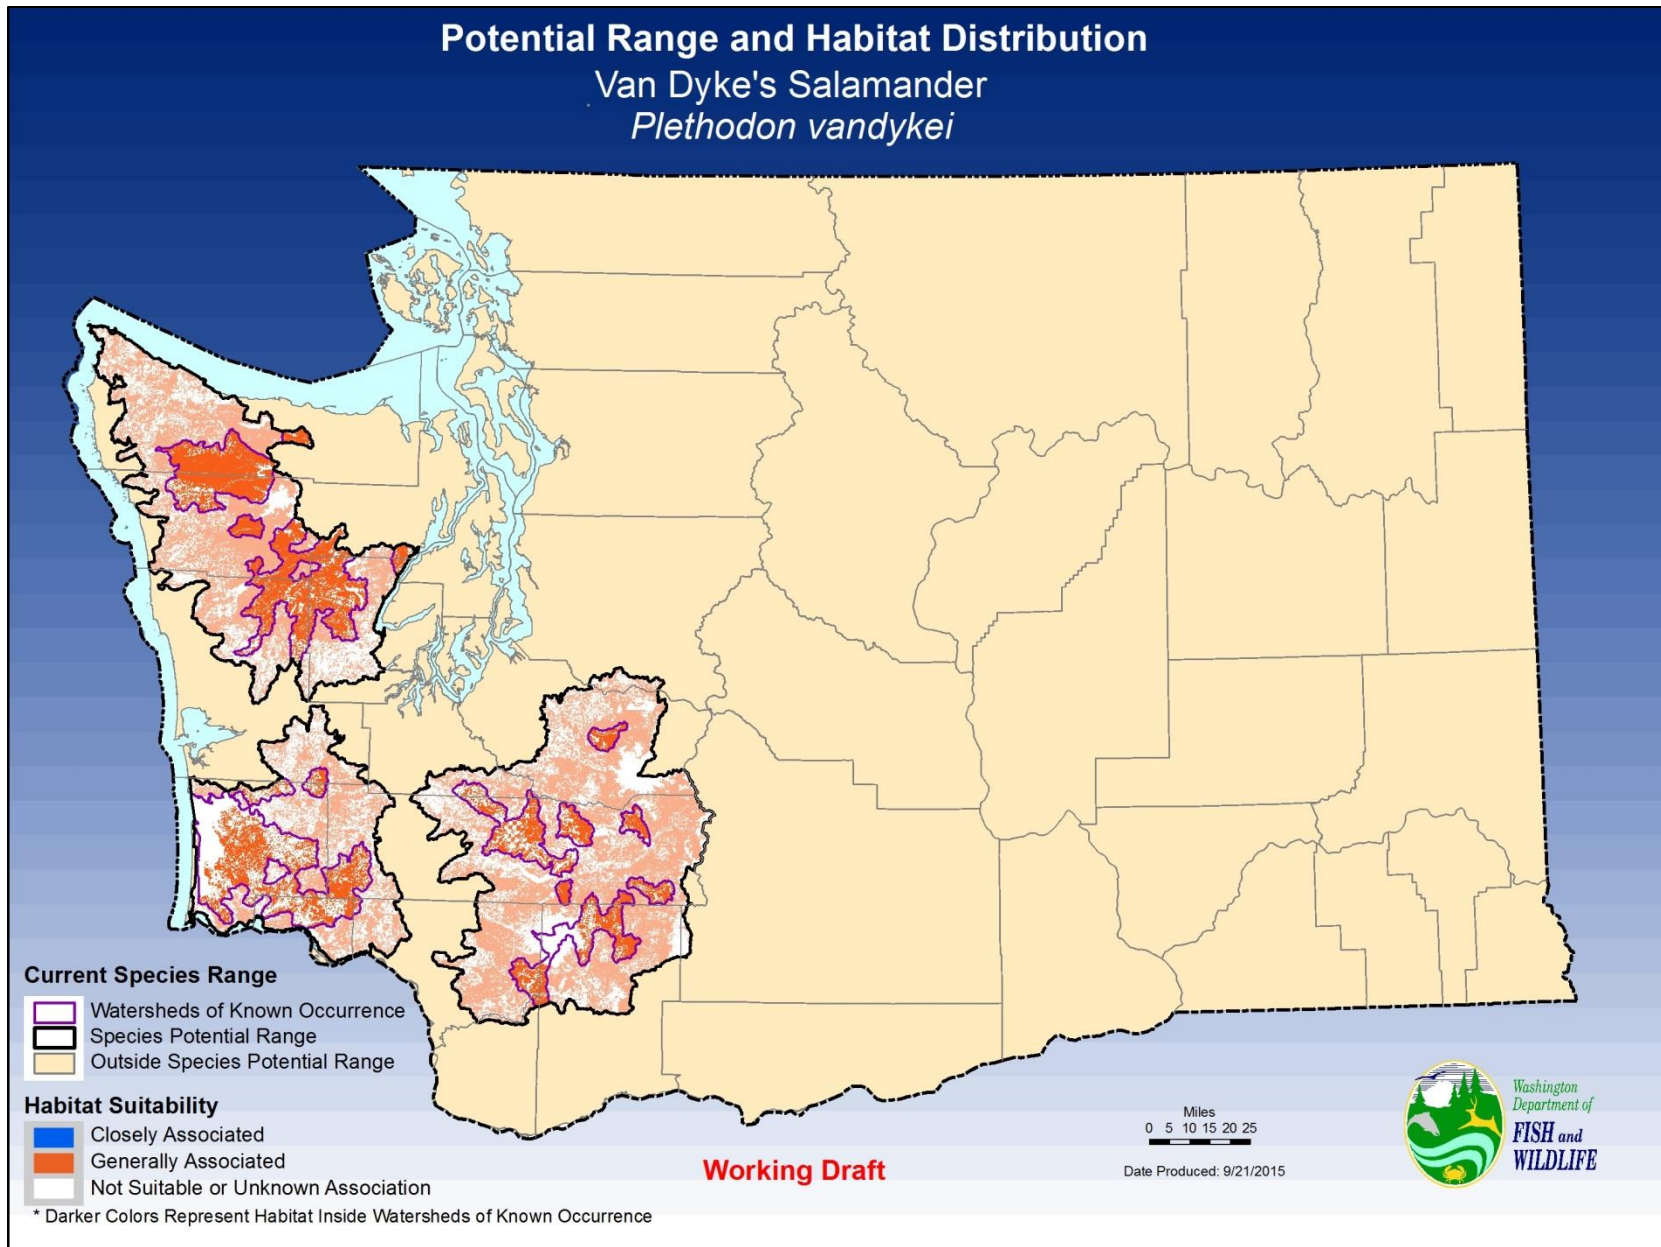 Potential Range and Habitat Distribution
Van Dyke's Salamander
Plethodon vandykei
Current Species Range
Watersheds of Known Occurrence
Species Potential Range
Outside Species Potential Range
Habitat Suitability
Closely Associated
Generally Associated
Not Suitable or Unknown Association
* Darker Colors Represent Habitat Inside Watersheds of Known Occurrence
Working Draft
Miles
0 5 10 15 20 25
Date Produced: 9/21/2015
Washington
Department of
FISH and
WILDLIFE